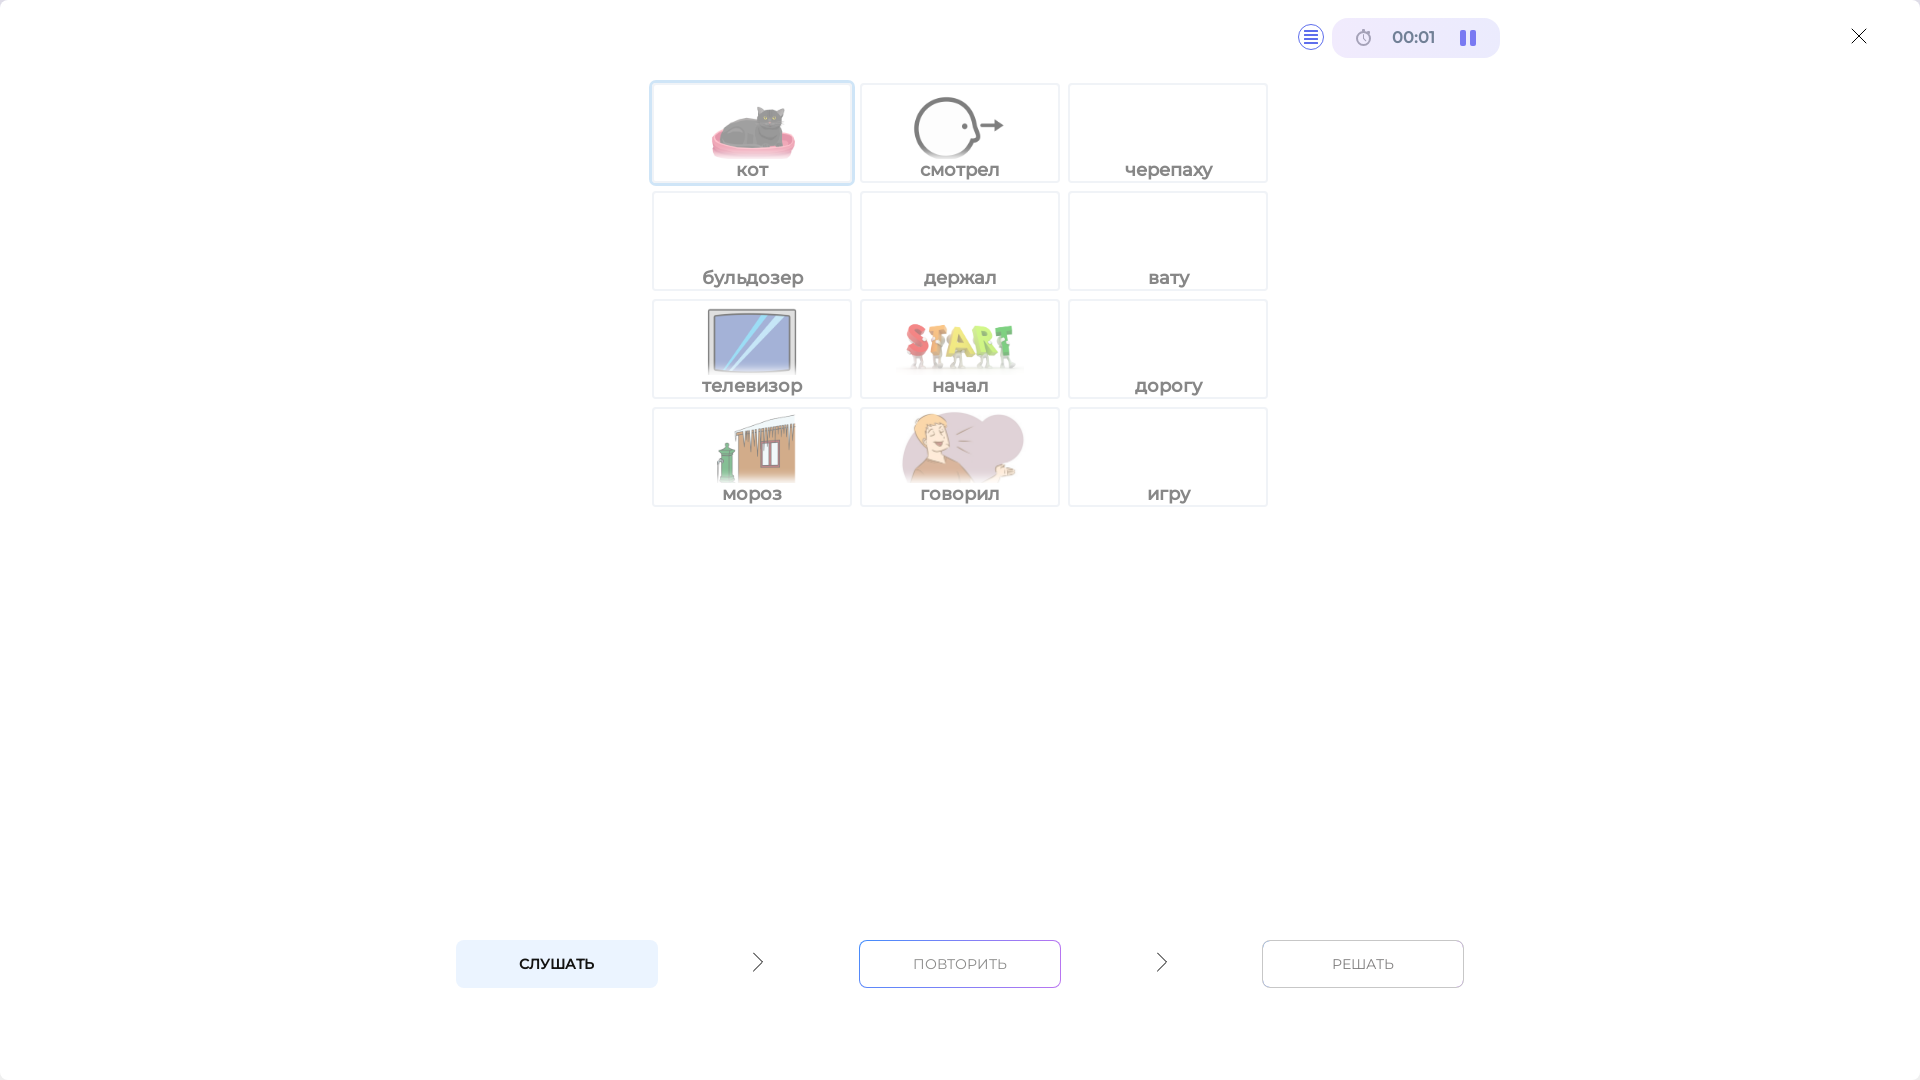 00:01
кот
смотрел
черепаху
бульдозер
держал
вату
телевизор
START
начал
дорогу
мороз
говорил
игру
СЛУШАТЬ
ПОВТОРИТЬ
РЕШАТЬ